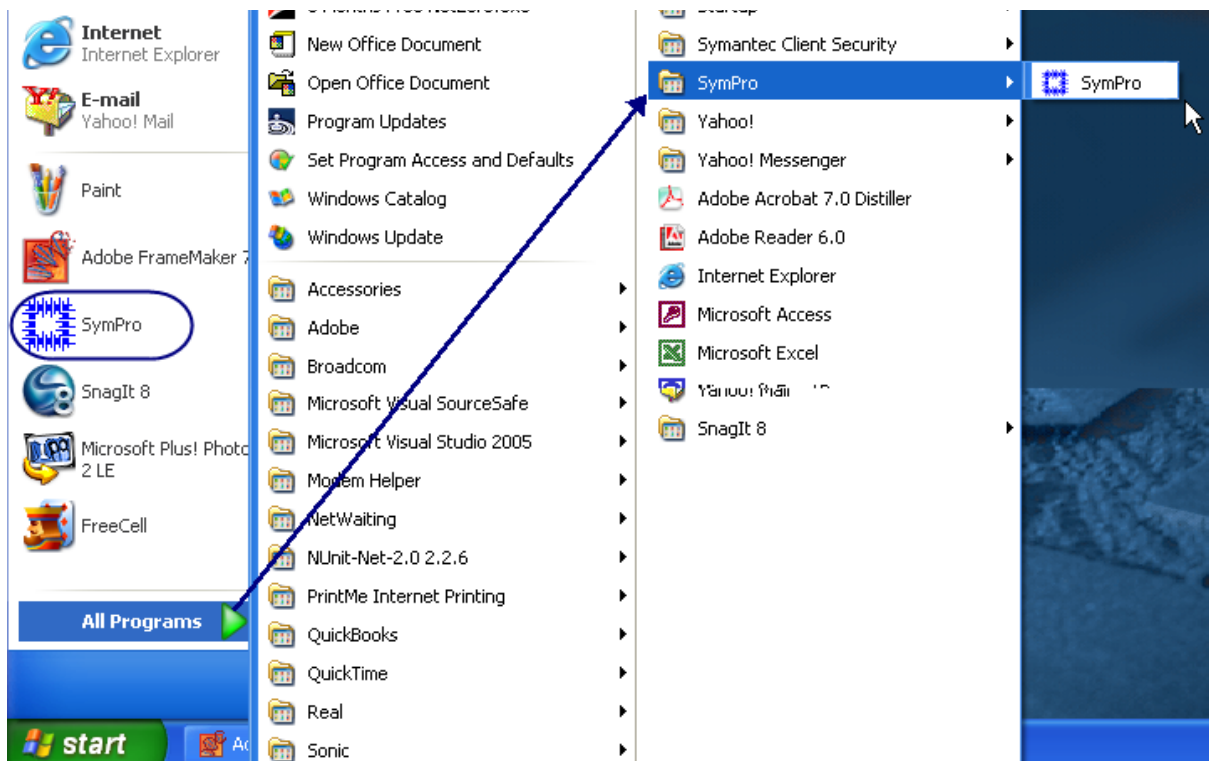 Internet
Internet Explorer
E-mail
Yahoo! Mail
Paint
Adobe FrameMaker 7
SymPro
SnagIt 8
Microsoft Plus! Photo
2 LE
FreeCell
All Programs
start
New Office Document
Open Office Document
Program Updates
Set Program Access and Defaults
Windows Catalog
Windows Update
Accessories
Adobe
Broadcom
Microsoft Visual SourceSafe
Microsoft Visual Studio 2005
Modem Helper
NetWaiting
NUnit-Net-2.0 2.2.6
PrintMe Internet Printing
QuickBooks
QuickTime
Real
Sonic
Startup
Symantec Client Security
SymPro
Yahoo!
Yahoo! Messenger
Adobe Acrobat 7.0 Distiller
Adobe Reader 6.0
Internet Explorer
Microsoft Access
Microsoft Excel
Yahoo! Mail
SnagIt 8
SymPro